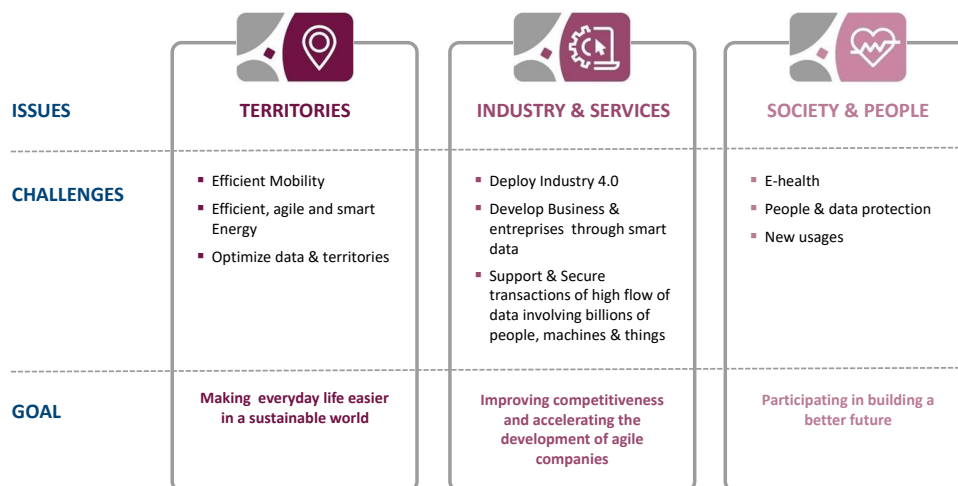 ISSUES
TERRITORIES
INDUSTRY & SERVICES
SOCIETY & PEOPLE
CHALLENGES
▪ Efficient Mobility
▪ Efficient, agile and smart
Energy
▪ Optimize data & territories
▪ Deploy Industry 4.0
▪ Develop Business &
entreprises through smart
data
▪ Support & Secure
transactions of high flow of
data involving billions of
people, machines & things
▪ E-health
▪ People & data protection
▪ New usages
GOAL
Making everyday life easier
in a sustainable world
Improving competitiveness
and accelerating the
development of agile
companies
Participating in building a
better future